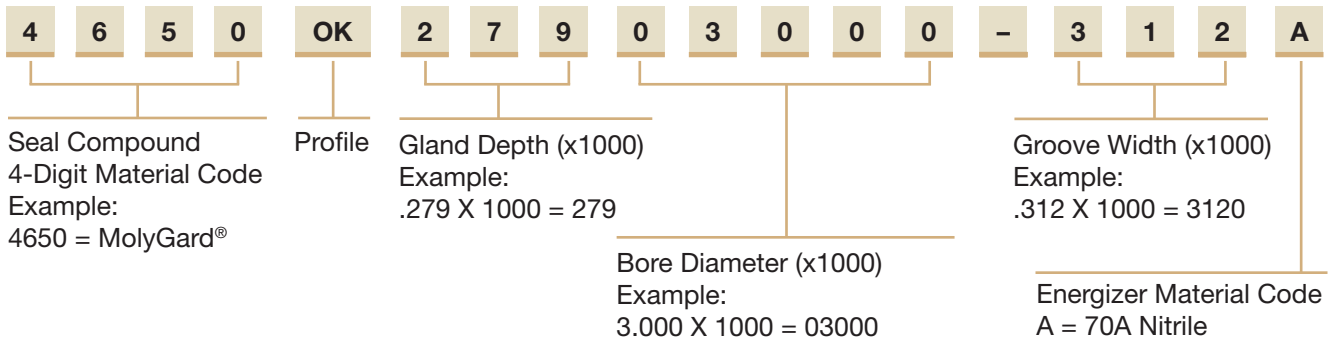 4 6 5 0 OK 2 7 9 0 3 0 0 0 – 3 1 2 A
Seal Compound
4-Digit Material Code
Example:
4650 = MolyGard®
Profile
Gland Depth (x1000)
Example:
.279 X 1000 = 279
Bore Diameter (x1000)
Example:
3.000 X 1000 = 03000
Groove Width (x1000)
Example:
.312 X 1000 = 3120
Energizer Material Code
A = 70A Nitrile